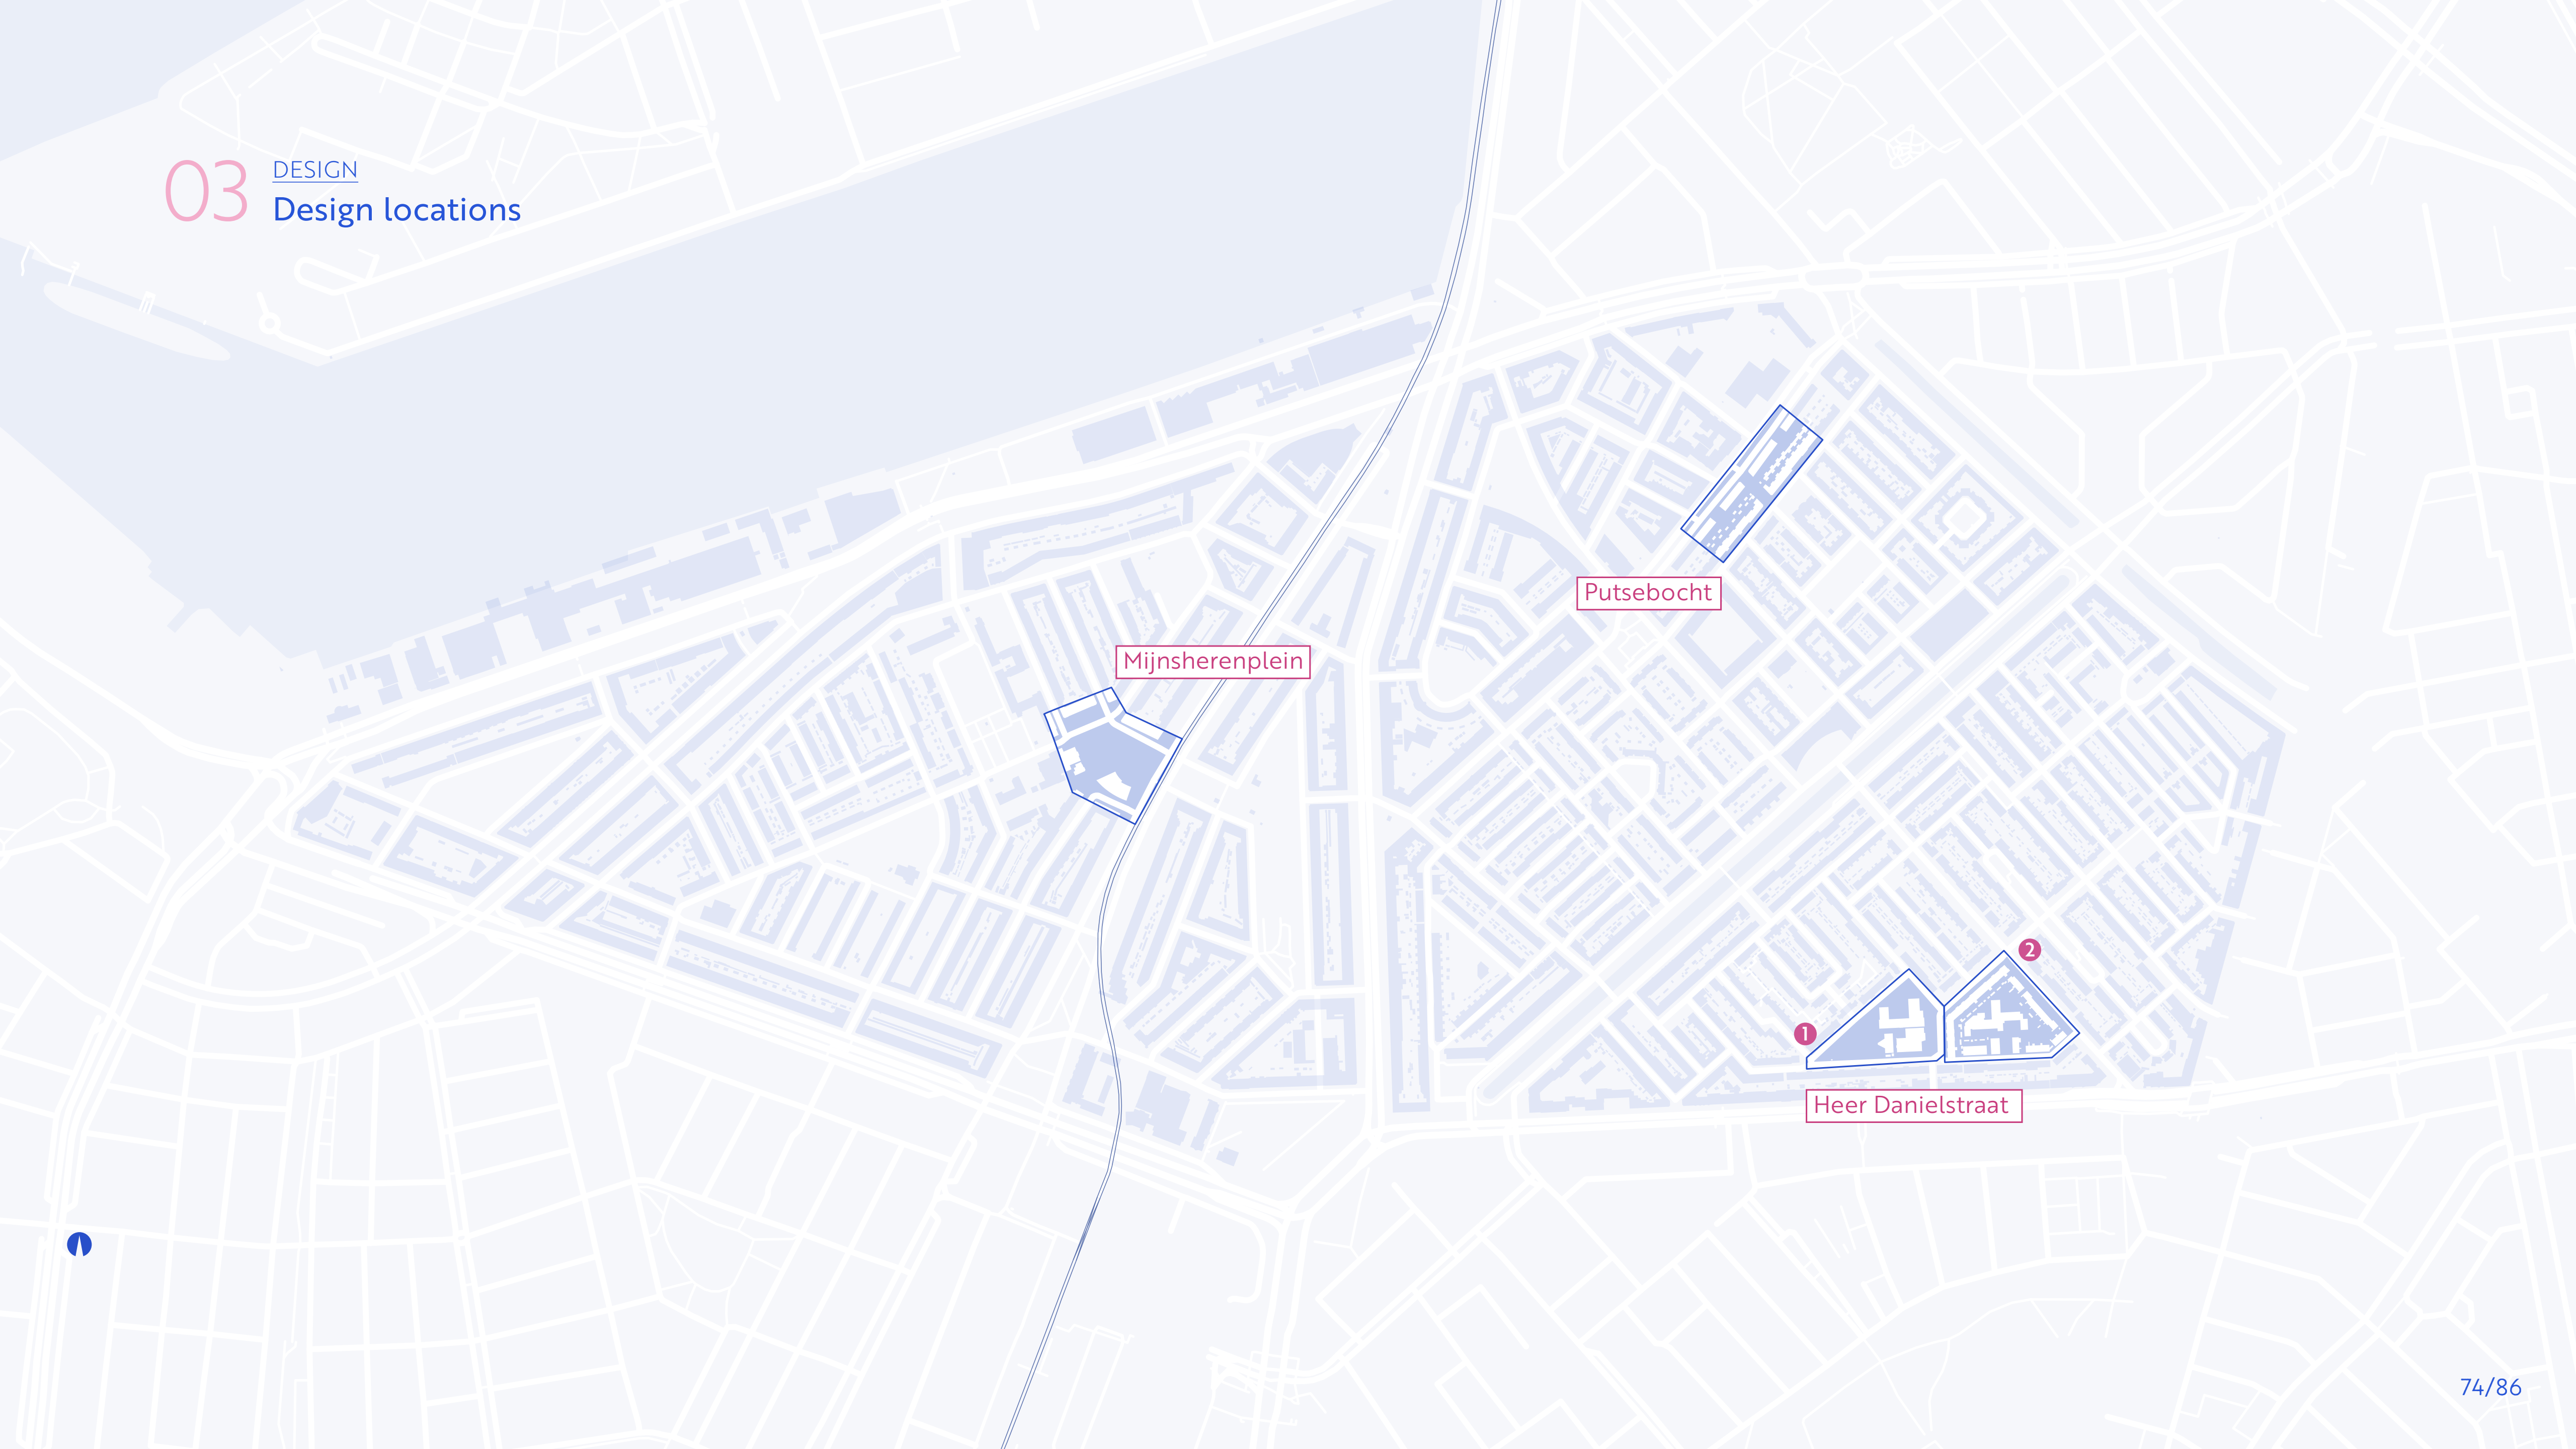 03
DESIGN
Design locations
Putsebocht
Mijnsherenplein
2
1
Heer Danielstraat
74/86